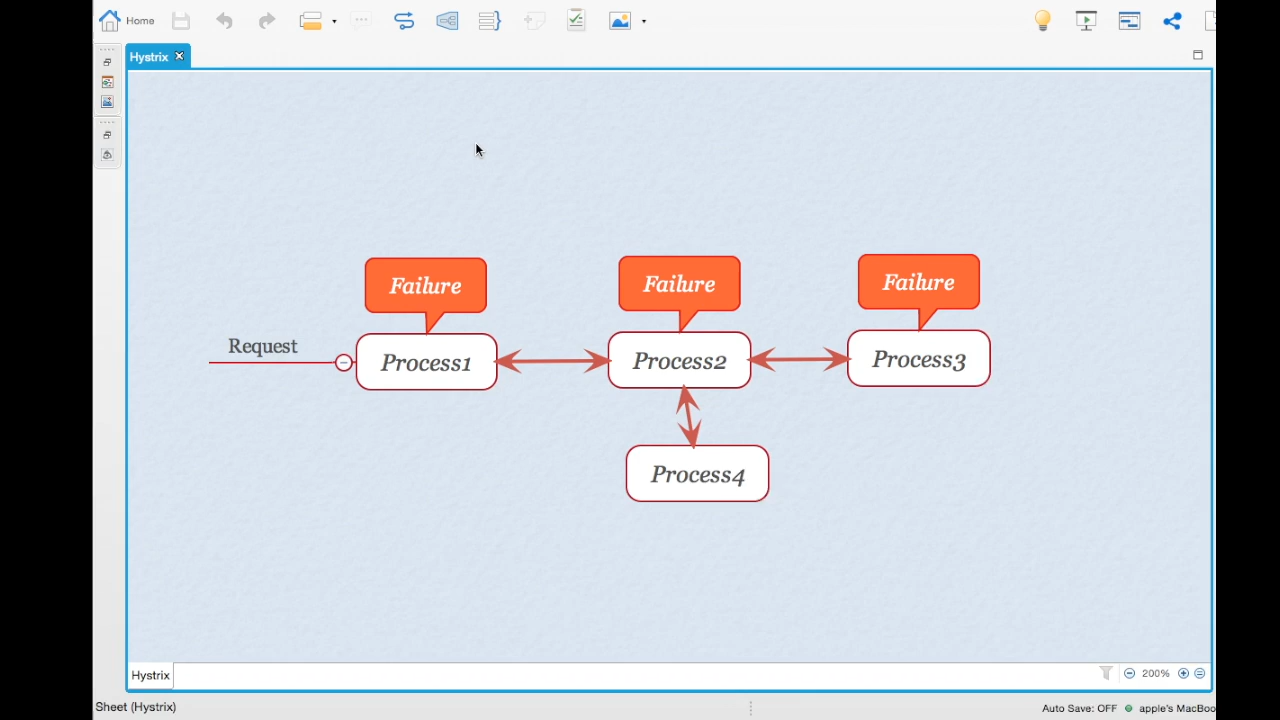 Home
Hystrix
Failure
Failure
Failure
Request
Process1
Process2
Process3
Process4
Hystrix
200%
Sheet (Hystrix)
Auto Save: OFF
apple's MacBoo